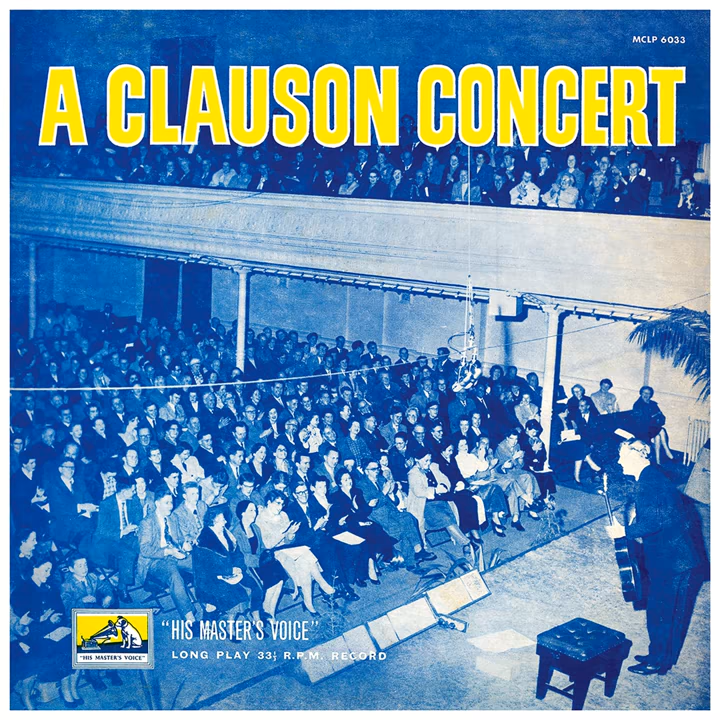 MCLP 6033
A CLAUSON CONCERT
"HIS MASTER'S VOICE"
LONG PLAY 33⅓ R.P.M. RECORD
"HIS MASTER'S VOICE"